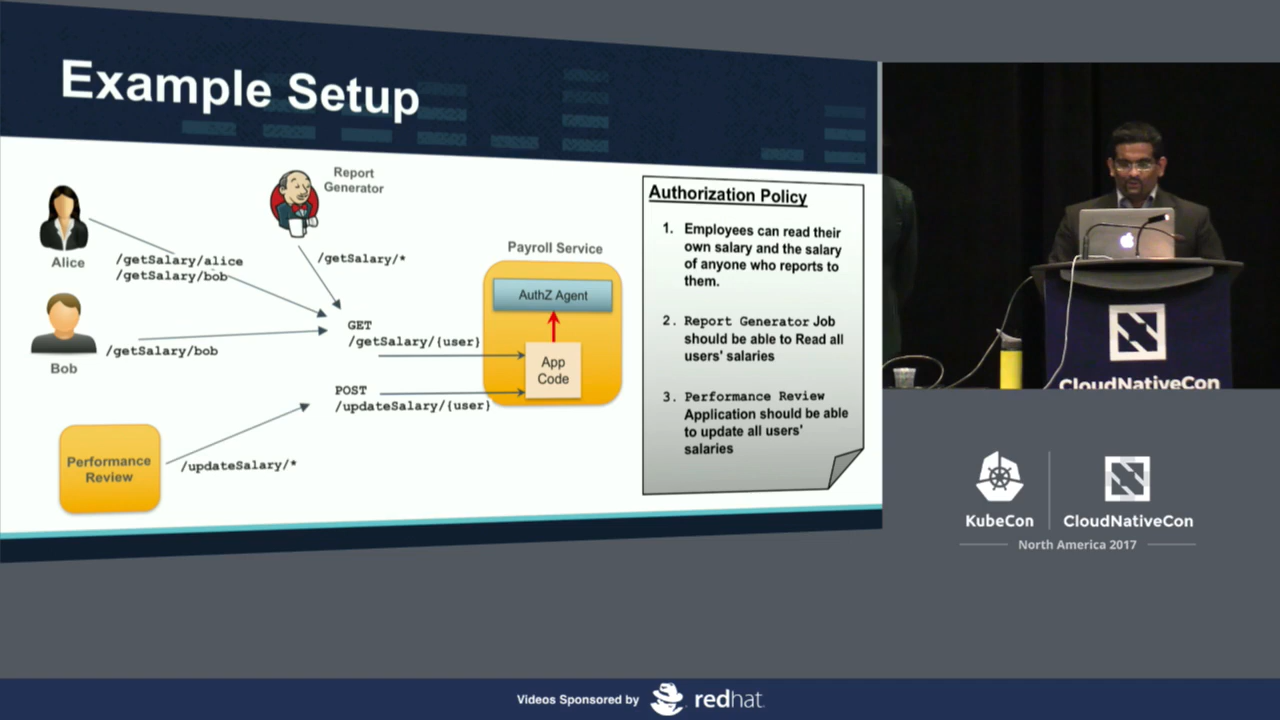 Example Setup
Report
Generator
Alice
/getSalary/alice
/getSalary/bob
/getSalary/*
Bob
/getSalary/bob
GET
/getSalary/{user}
POST
/updateSalary/{user}
Performance
Review
/updateSalary/*
Payroll Service
AuthZ Agent
App
Code
Authorization Policy
1. Employees can read their
own salary and the salary
of anyone who reports to
them.
2. Report Generator Job
should be able to Read all
users' salaries
3. Performance Review
Application should be able
to update all users'
salaries
CloudNativeCon
KubeCon
CloudNativeCon
North America 2017
Videos Sponsored by
redhat.